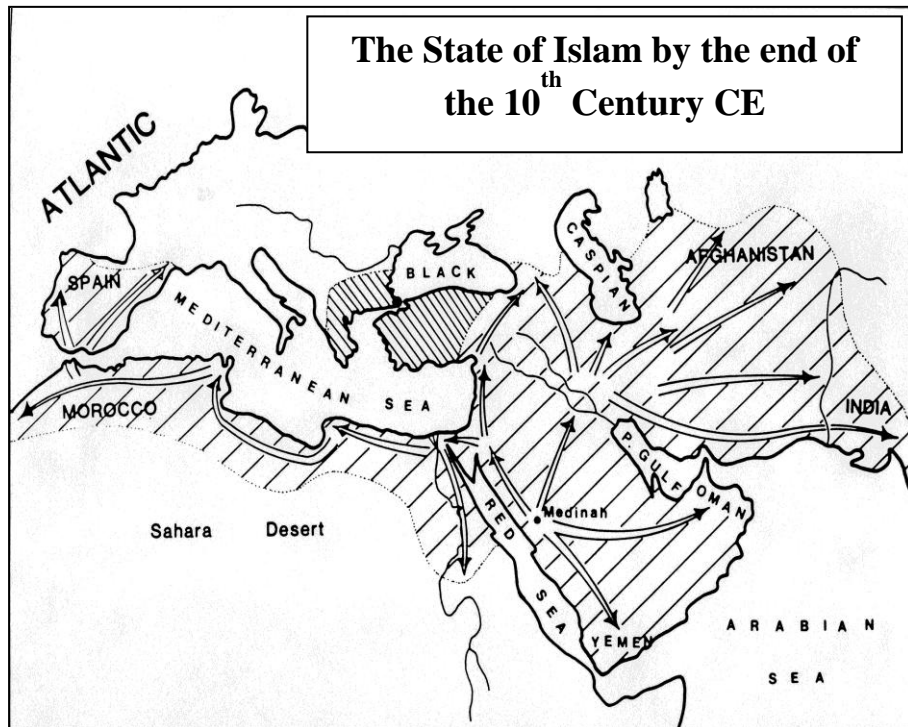 The State of Islam by the end of
the 10th Century CE
ATLANTIC
SPAIN
MEDITERRANEAN SEA
BLACK
CASPIAN
AFGHANISTAN
MOROCCO
INDIA
P. GULF
OMAN
Medinah
RED SEA
Sahara Desert
YEMEN
ARABIAN
SEA